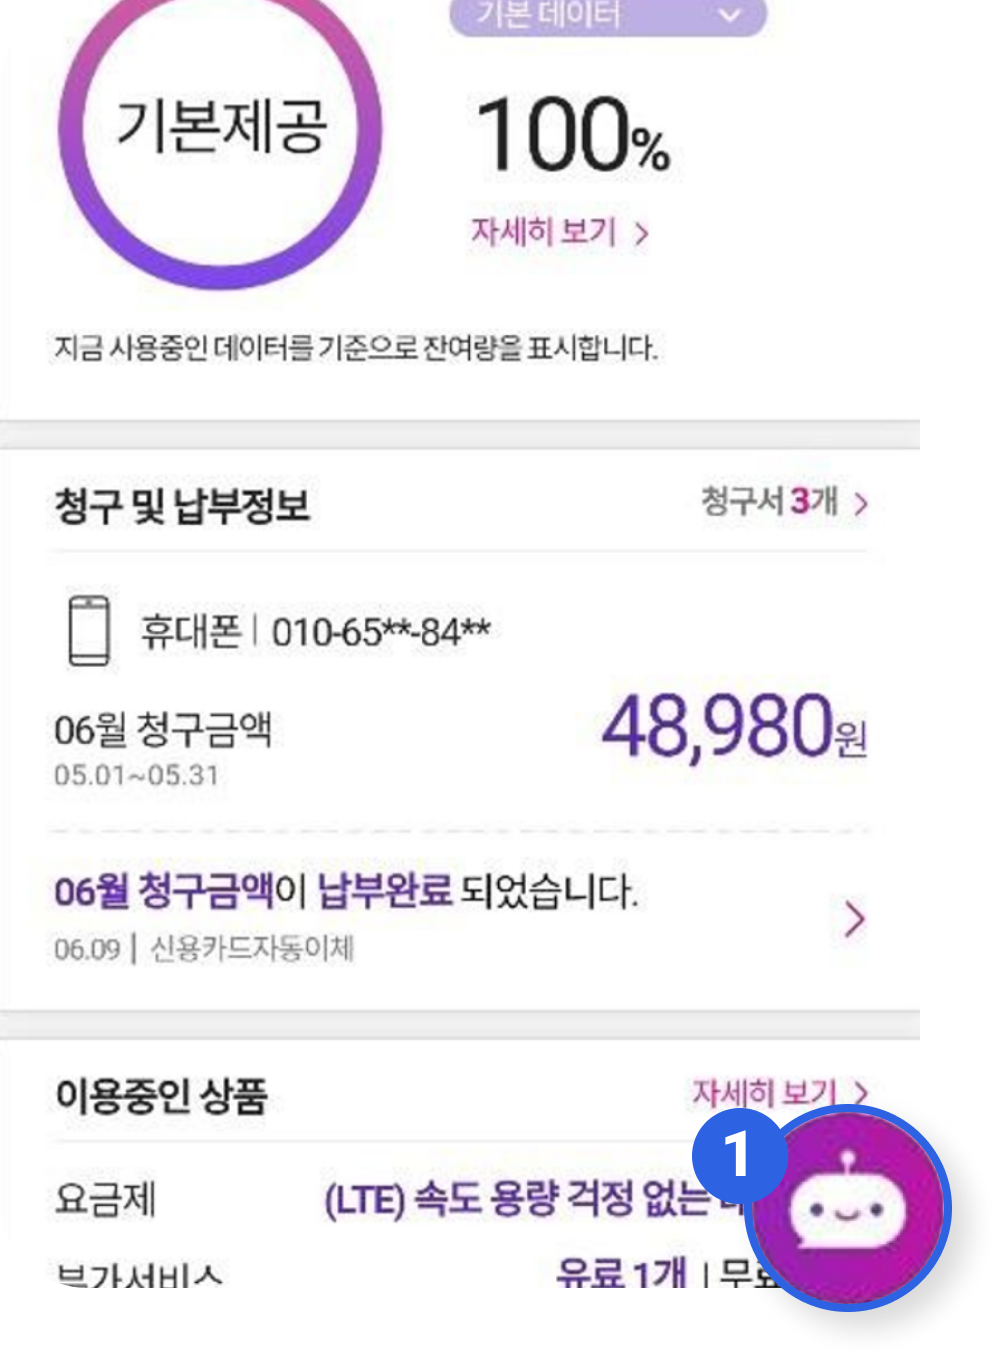 기본 데이터
기본제공
100%
자세히 보기 >
지금 사용중인 데이터를 기준으로 잔여량을 표시합니다.
청구 및 납부정보 청구서 3개 >
휴대폰 | 010-65**-84**
06월 청구금액 48,980원
05.01~05.31
06월 청구금액이 납부완료 되었습니다.
06.09 | 신용카드자동이체
이용중인 상품 자세히 보기 >
1
요금제 (LTE) 속도 용량 걱정 없는
부가서비스 유료 1개 | 무료